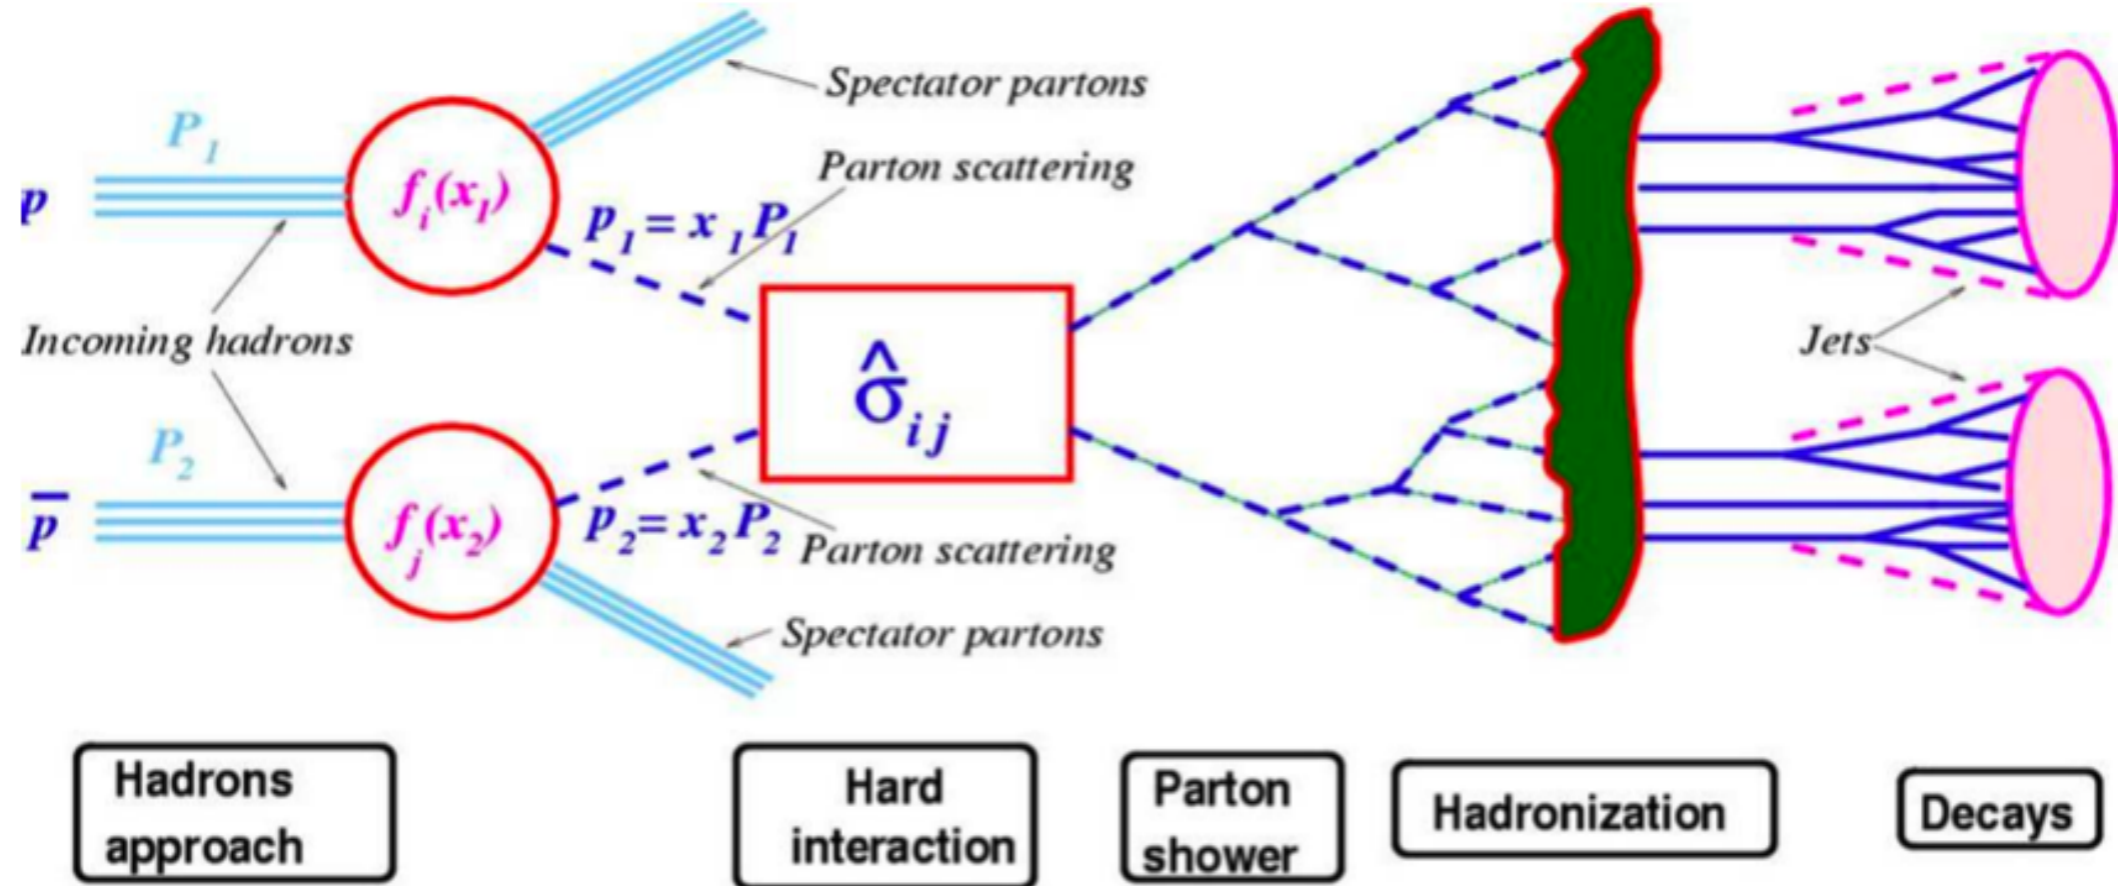 Spectator partons
P₁
p
fᵢ(x₁)
Parton scattering
p₁ = x₁P₁
Incoming hadrons
σ̂ᵢⱼ
Jets
P₂
p̅
fⱼ(x₂)
p₂= x₂P₂
Parton scattering
Spectator partons
Hadrons
approach
Hard
interaction
Parton
shower
Hadronization
Decays